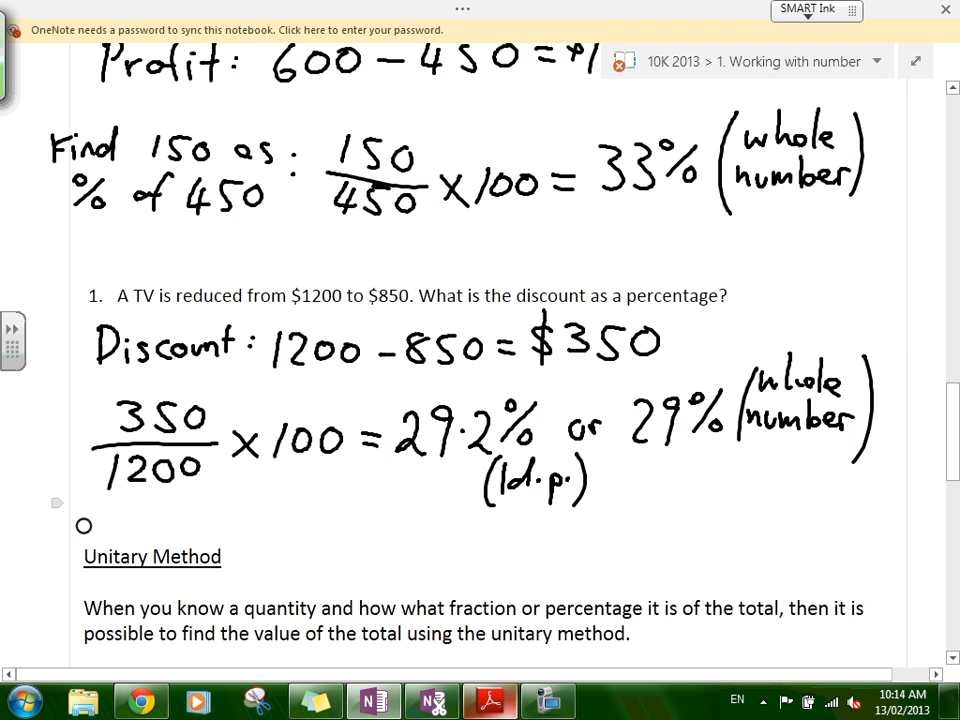 SMART Ink
OneNote needs a password to sync this notebook. Click here to enter your password.
Profit: 600 - 450 = $1
10K 2013 > 1. Working with number
Find 150 as : 150/450 × 100 = 33% (whole number)
% of 450
1. A TV is reduced from $1200 to $850. What is the discount as a percentage?
Discount: 1200 - 850 = $350
350/1200 × 100 = 29.2% or 29% (whole number)
(1d.p.)
Unitary Method
When you know a quantity and how what fraction or percentage it is of the total, then it is
possible to find the value of the total using the unitary method.
EN
10:14 AM
13/02/2013